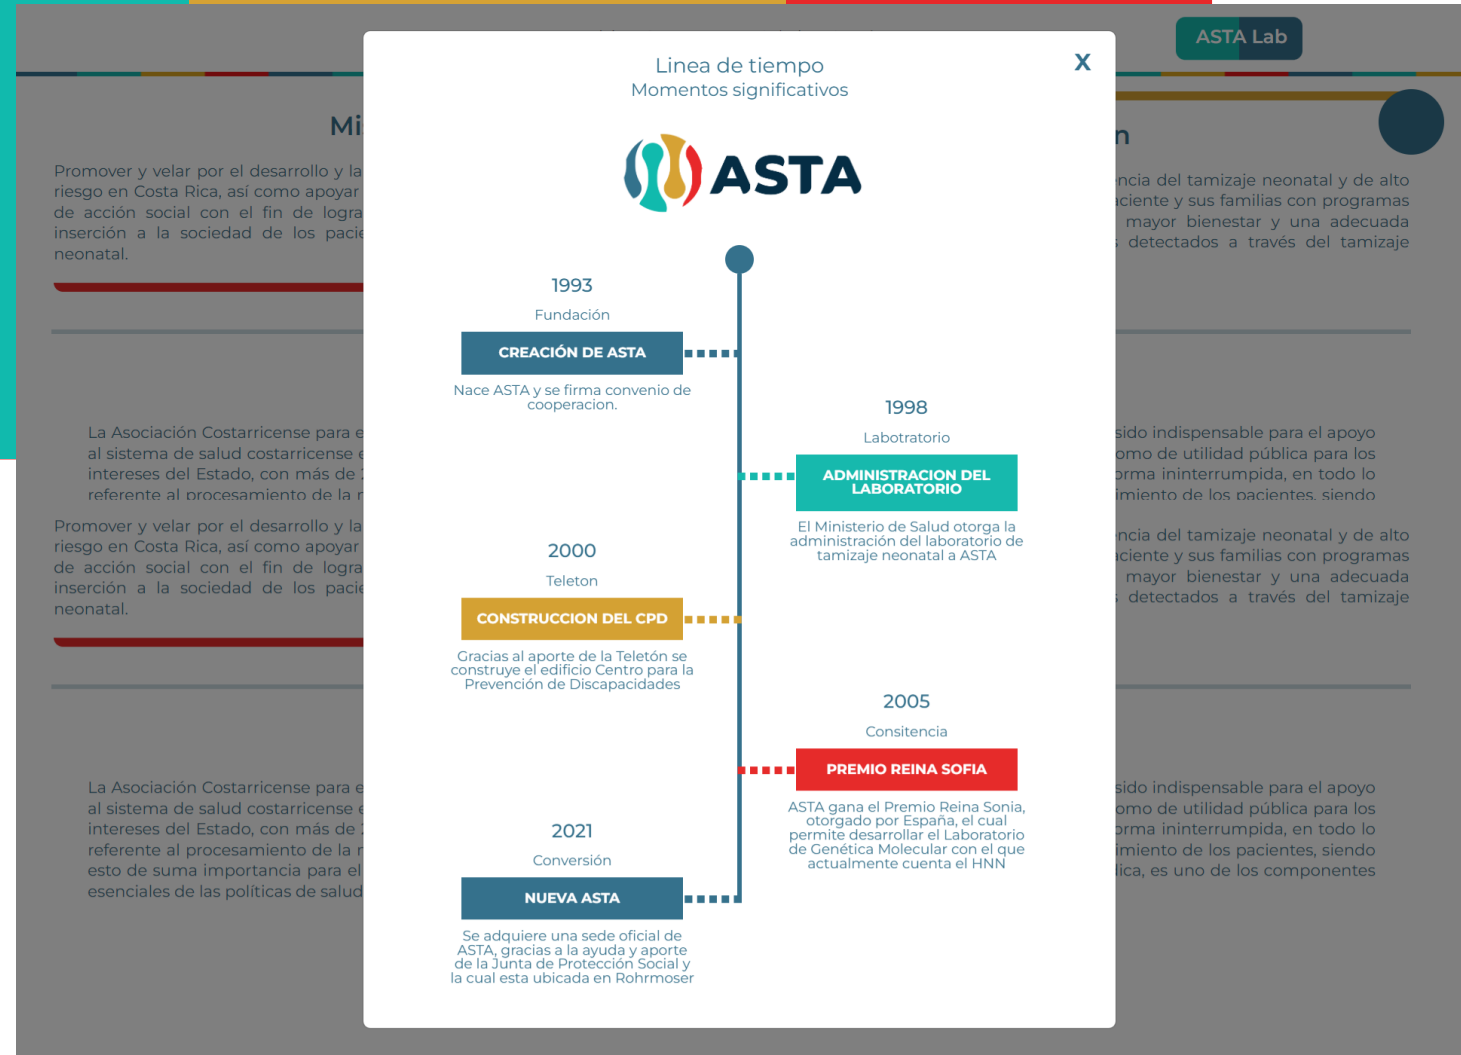 ASTA Lab
Linea de tiempo
X
Momentos significativos
ASTA
1993
Fundación
CREACIÓN DE ASTA
Nace ASTA y se firma convenio de
cooperacion.
1998
Labotratorio
ADMINISTRACION DEL
LABORATORIO
El Ministerio de Salud otorga la
administración del laboratorio de
tamizaje neonatal a ASTA
2000
Teleton
CONSTRUCCION DEL CPD
Gracias al aporte de la Teletón se
construye el edificio Centro para la
Prevención de Discapacidades
2005
Consitencia
PREMIO REINA SOFIA
ASTA gana el Premio Reina Sonia,
otorgado por España, el cual
permite desarrollar el Laboratorio
de Genética Molecular con el que
actualmente cuenta el HNN
2021
Conversión
NUEVA ASTA
Se adquiere una sede oficial de
ASTA, gracias a la ayuda y aporte
de la Junta de Protección Social y
la cual esta ubicada en Rohrmoser
Mi
Promover y velar por el desarrollo y la
riesgo en Costa Rica, así como apoyar
de acción social con el fin de logra
inserción a la sociedad de los pacie
neonatal.
La Asociación Costarricense para e
al sistema de salud costarricense e
intereses del Estado, con más de
referente al procesamiento de la
Promover y velar por el desarrollo y la
riesgo en Costa Rica, así como apoyar
de acción social con el fin de logra
inserción a la sociedad de los pacie
neonatal.
La Asociación Costarricense para e
al sistema de salud costarricense e
intereses del Estado, con más de
referente al procesamiento de la
esto de suma importancia para el
esenciales de las políticas de salud
n
encia del tamizaje neonatal y de alto
aciente y sus familias con programas
mayor bienestar y una adecuada
detectados a través del tamizaje
sido indispensable para el apoyo
omo de utilidad pública para los
orma ininterrumpida, en todo lo
imiento de los pacientes, siendo
encia del tamizaje neonatal y de alto
aciente y sus familias con programas
mayor bienestar y una adecuada
detectados a través del tamizaje
sido indispensable para el apoyo
omo de utilidad pública para los
orma ininterrumpida, en todo lo
imiento de los pacientes, siendo
ica, es uno de los componentes